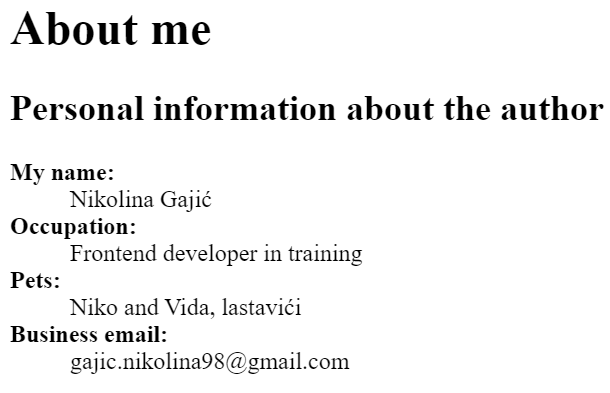 About me
Personal information about the author
My name:
Nikolina Gajić
Occupation:
Frontend developer in training
Pets:
Niko and Vida, lastavići
Business email:
gajic.nikolina98@gmail.com